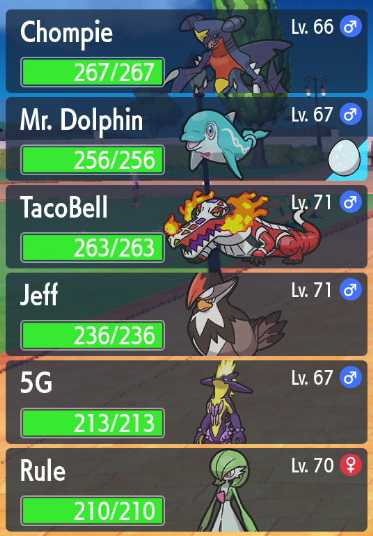 Chompie Lv. 66 ♂
267/267
Mr. Dolphin Lv. 67 ♂
256/256
TacoBell Lv. 71 ♂
263/263
Jeff Lv. 71 ♂
236/236
5G Lv. 67 ♂
213/213
Rule Lv. 70 ♀
210/210